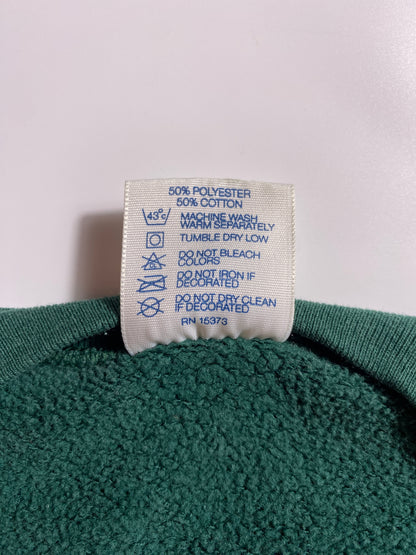 50% POLYESTER
50% COTTON
43°C MACHINE WASH
WARM SEPARATELY
TUMBLE DRY LOW
DO NOT BLEACH
COLORS
DO NOT IRON IF
DECORATED
DO NOT DRY CLEAN
IF DECORATED
RN 15373